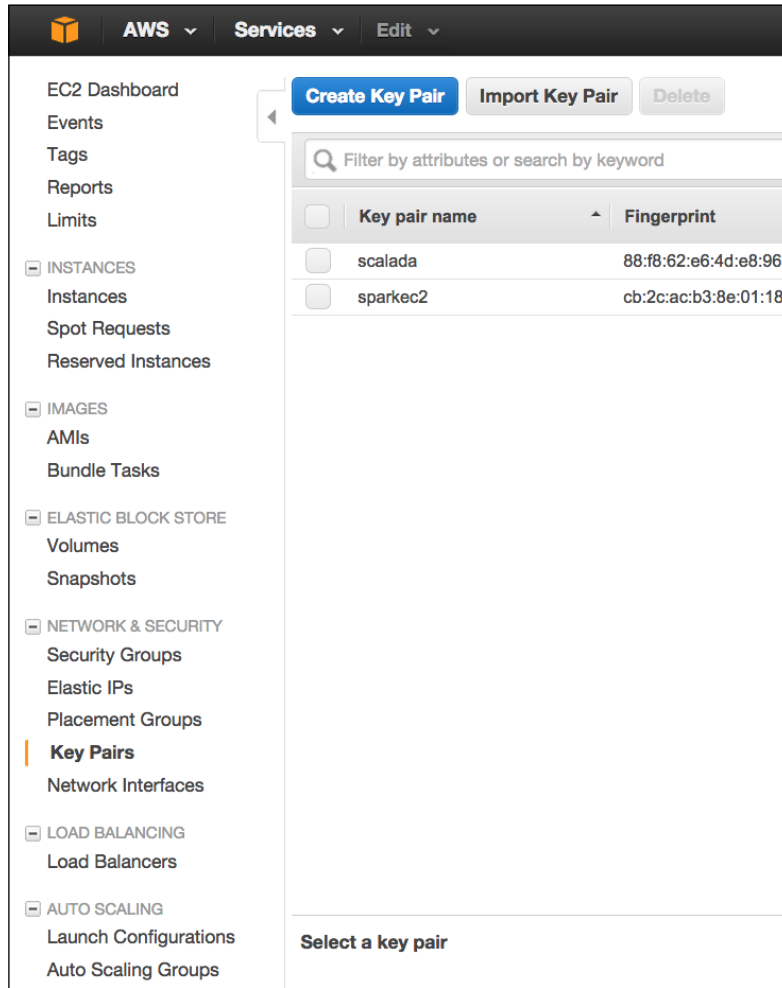 AWS Services Edit
EC2 Dashboard
Events
Tags
Reports
Limits
INSTANCES
Instances
Spot Requests
Reserved Instances
IMAGES
AMIs
Bundle Tasks
ELASTIC BLOCK STORE
Volumes
Snapshots
NETWORK & SECURITY
Security Groups
Elastic IPs
Placement Groups
Key Pairs
Network Interfaces
LOAD BALANCING
Load Balancers
AUTO SCALING
Launch Configurations
Auto Scaling Groups
Create Key Pair Import Key Pair Delete
Filter by attributes or search by keyword
Key pair name Fingerprint
scalada 88:f8:62:e6:4d:e8:96
sparkec2 cb:2c:ac:b3:8e:01:18
Select a key pair